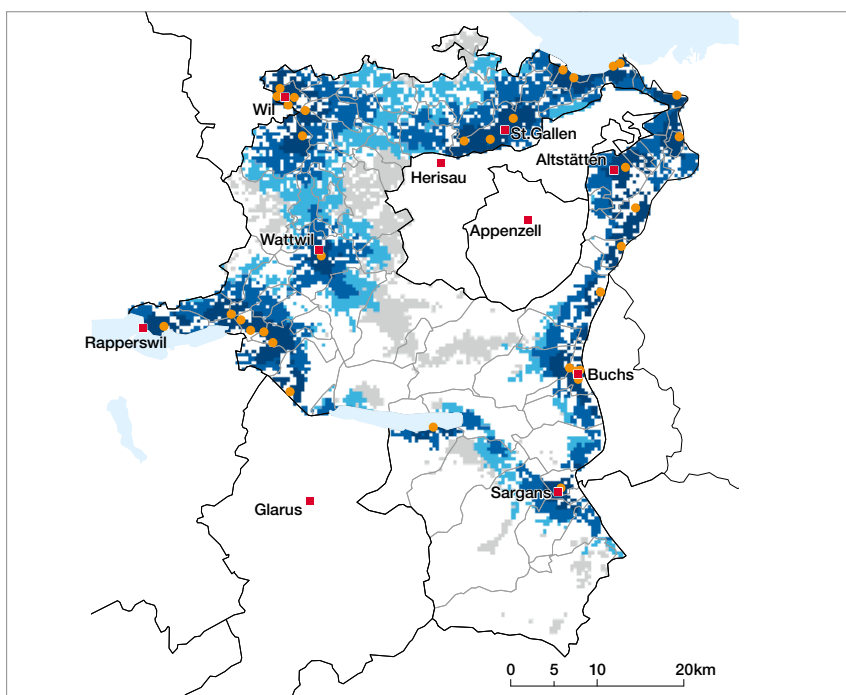 Wil
St.Gallen
Altstätten
Herisau
Appenzell
Wattwil
Rapperswil
Buchs
Sargans
Glarus
0 5 10 20km